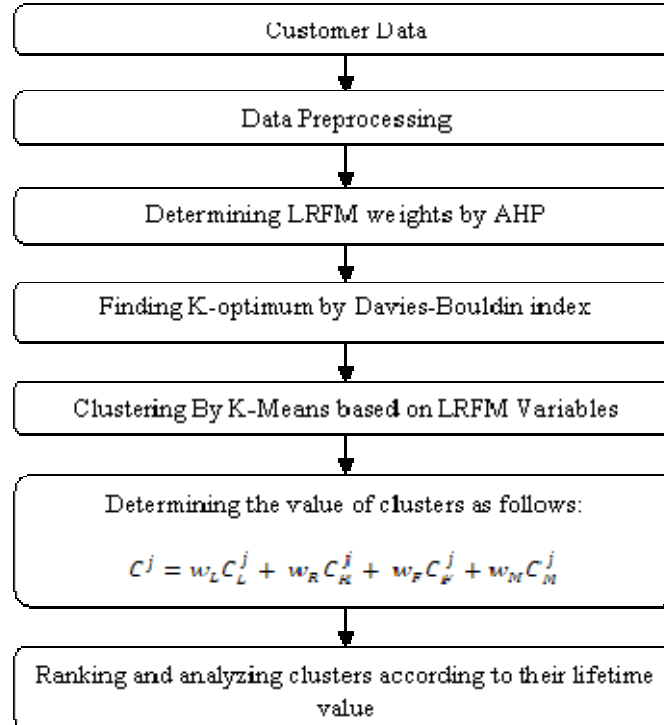 Customer Data
Data Preprocessing
Determining LRFM weights by AHP
Finding K-optimum by Davies-Bouldin index
Clustering By K-Means based on LRFM Variables
Determining the value of clusters as follows:
C^j = w_L C_L^j + w_R C_R^j + w_F C_F^j + w_M C_M^j
Ranking and analyzing clusters according to their lifetime
value